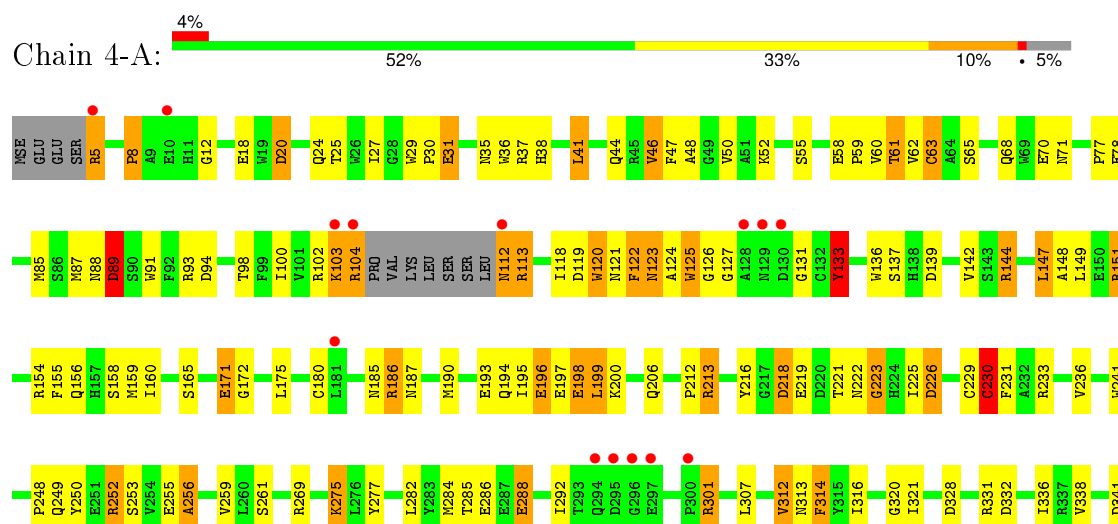 4%
Chain 4-A:
52% 33% 10% • 5%
MSE GLU GLU SER R5 P8 A9 E10 H11 G12 E18 W19 D20 Q24 T25 W26 I27 G28 W29 P30 E31 N35 W36 R37 H38 L41 Q44 R45 V46 F47 A48 G49 V50 A51 K52 S55 E58 P59 V60 T61 V62 C63 A64 S65 Q68 W69 E70 N71 P77
M85 S86 M87 N88 D89 S90 W91 F92 R93 D94 T98 F99 I100 V101 R102 K103 R104 PRO VAL LYS LEU SER SER LEU N112 R113 I118 D119 W120 N121 F122 N123 A124 W125 G126 G127 A128 N129 D130 G131 C132 Y133 W136 S137 H138 D139 V142 S143 R144 L147 A148 L149 E150
R154 F155 Q156 H157 S158 M159 I160 S165 E171 G172 L175 C180 L181 N185 R186 N187 M190 E193 Q194 I195 E196 E197 E198 L199 K200 Q206 P212 R213 Y216 G217 D218 E219 D220 T221 N222 G223 H224 I225 D226 C229 C230 F231 A232 R233 V236 W241
P248 Q249 Y250 E251 R252 S253 V254 E255 A256 V259 L260 S261 R269 K275 L276 Y277 L282 Y283 M284 T285 E286 E287 E288 I292 T293 Q294 D295 G296 E297 P300 R301 L307 V312 N313 F314 Y315 I316 G320 I321 D328 R331 D332 I336 R337 V338